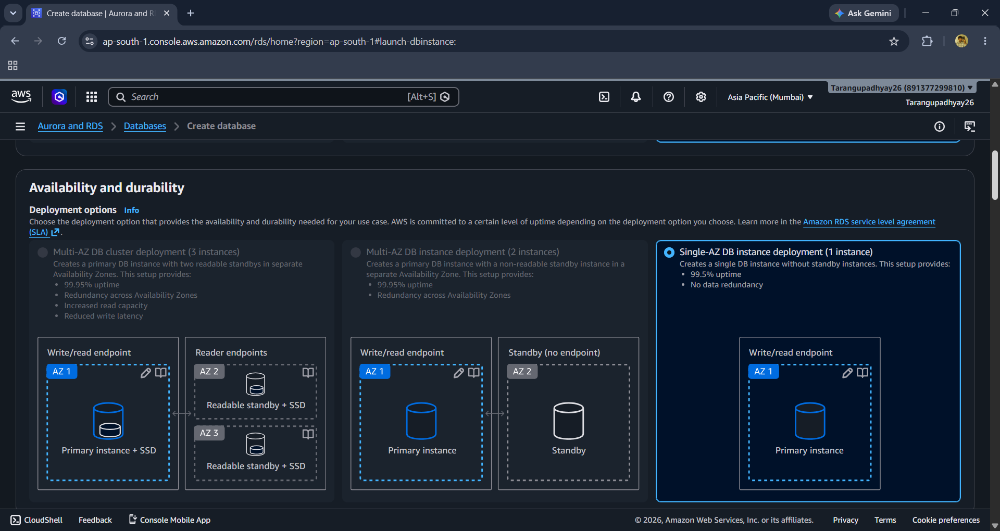 Create database | Aurora and R
Ask Gemini
ap-south-1.console.aws.amazon.com/rds/home?region=ap-south-1#launch-dbinstance:
aws
Search
[Alt+S]
Asia Pacific (Mumbai)
Tarangupadhyay26 (891377299810)
Tarangupadhyay26
Aurora and RDS
Databases
Create database
Availability and durability
Deployment options Info
Choose the deployment option that provides the availability and durability needed for your use case. AWS is committed to a certain level of uptime depending on the deployment option you choose. Learn more in the Amazon RDS service level agreement
(SLA) .
Multi-AZ DB cluster deployment (3 instances)
Creates a primary DB instance with two readable standbys in separate
Availability Zones. This setup provides:
• 99.95% uptime
• Redundancy across Availability Zones
• Increased read capacity
• Reduced write latency
Write/read endpoint
AZ 1
Primary instance + SSD
Reader endpoints
AZ 2
Readable standby + SSD
AZ 3
Readable standby + SSD
Multi-AZ DB instance deployment (2 instances)
Creates a primary DB instance with a non-readable standby instance in a
separate Availability Zone. This setup provides:
• 99.95% uptime
• Redundancy across Availability Zones
Write/read endpoint
AZ 1
Primary instance
Standby (no endpoint)
AZ 2
Standby
Single-AZ DB instance deployment (1 instance)
Creates a single DB instance without standby instances. This setup provides:
• 99.5% uptime
• No data redundancy
Write/read endpoint
AZ 1
Primary instance
CloudShell
Feedback
Console Mobile App
© 2026, Amazon Web Services, Inc. or its affiliates.
Privacy
Terms
Cookie preferences